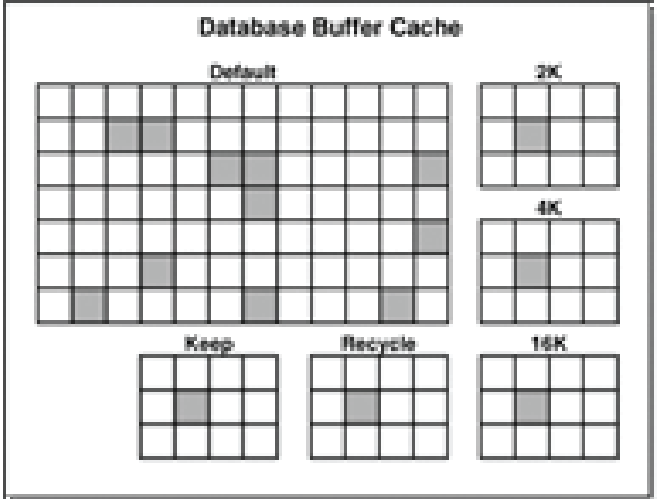 Database Buffer Cache
Default
2K
4K
Keep
Recycle
16K